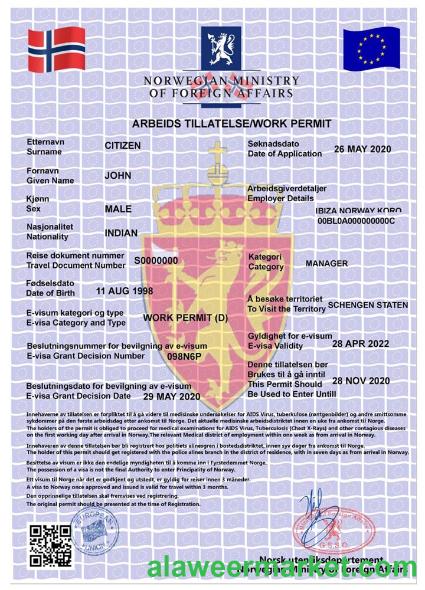 NORWEGIAN MINISTRY
OF FOREIGN AFFAIRS
ARBEIDS TILLATELSE/WORK PERMIT
Etternavn
Surname
CITIZEN
Søknadsdato
Date of Application
26 MAY 2020
Fornavn
Given Name
JOHN
Arbeidsgiverdetaljer
Employer Details
Kjønn
Sex
MALE
IBIZA NORWAY KORO
00BL0A000000000C
Nasjonalitet
Nationality
INDIAN
Reise dokument nummer
Travel Document Number
S0000000
Kategori
Category
MANAGER
Fødselsdato
Date of Birth
11 AUG 1998
Å besøke territoriet
To Visit the Territory
SCHENGEN STATEN
E-visum kategori og type
E-visa Category and Type
WORK PERMIT (D)
Gyldighet for e-visum
E-visa Validity
28 APR 2022
Beslutningsnummer for bevilgning av e-visum
E-visa Grant Decision Number
098N6P
Denne tillatelsen bør
Brukes til å gå inntil
This Permit Should
Be Used to Enter Untill
28 NOV 2020
Beslutningsdato for bevilgning av e-visum
E-visa Grant Decision Date
29 MAY 2020
Innehaverne av tillatelsen er forpliktet til å gå videre til medisinske undersøkelser for AIDS Virus, tuberkulose (røntgenbilder) og andre smittsomme
sykdommer på den første arbeidsdag etter ankomst til Norge. Det aktuelle medisinske distriktskontoret innen en uke fra ankomst til Norge.
The holders of the permit is obliged to proceed for medical examinations for AIDS Virus, Tuberculosis (Chest X-Rays) and other contagious diseases
on the first working day after arrival in Norway. The relevant Medical district of employment within one week as from arrival in Norway.
Innehaveren av denne tillatelsen bør bli registrert hos politiets alinegren i bostedsdistriktet, innen syv dager fra ankomst til Norge.
The holder of this permit should get registered with the police alines branch in the district of residence, with in seven days as from arrival in Norway.
Besittelse av visum er ikke den endelige myndigheten til å komme inn i fyrstedømmet Norge.
The possession of a visa is not the final Authority to enter Principality of Norway.
Ett visum til Norge når det er godkjent og utstedt, er gyldig for reiser innen 3 måneder.
A visa to Norway once approved and issued is valid for travel within 3 months.
Den opprinnelige tillatelsen skal fremvises ved registrering.
The original permit should be presented at the time of Registration.
EUROPEAN
Norsk utenriksdepartement
Norwegian Ministry of Foreign Affairs
alaweermarket.com